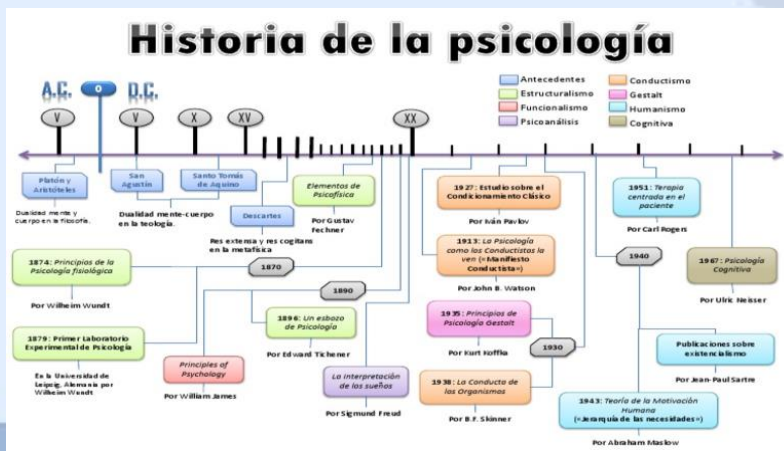 Historia de la psicología
A.C.
0
D.C.
V
V
X
XV
XX
Antecedentes
Estructuralismo
Funcionalismo
Psicoanálisis
Conductismo
Gestalt
Humanismo
Cognitiva
Platón y
Aristóteles
Dualidad mente y
cuerpo en la filosofía.
San
Agustín
Santo Tomás
de Aquino
Dualidad mente-cuerpo
en la teología.
Descartes
Res extensa y res cogitans
en la metafísica
Elementos de
Psicofísica
Por Gustav
Fechner
1874: Principios de la
Psicología fisiológica
Por Wilheim Wundt
1870
1879: Primer Laboratorio
Experimental de Psicología
En la Universidad de
Leipzig, Alemania por
Wilheim Wundt
1890
1896: Un esbozo
de Psicología
Por Edward Tichener
Principles of
Psychology
Por William James
La Interpretación
de los sueños
Por Sigmund Freud
1927: Estudio sobre el
Condicionamiento Clásico
Por Iván Pavlov
1913: La Psicología
como los Conductistas la
ven («Manifiesto
Conductista»)
Por John B. Watson
1935: Principios de
Psicología Gestalt
Por Kurt Koffka
1930
1938: La Conducta de
los Organismos
Por B.F. Skinner
1951: Terapia
centrada en el
paciente
Por Carl Rogers
1940
1967: Psicología
Cognitiva
Por Ulric Neisser
Publicaciones sobre
existencialismo
Por Jean-Paul Sartre
1943: Teoría de la Motivación
Humana
(«Jerarquía de las necesidades»)
Por Abraham Maslow